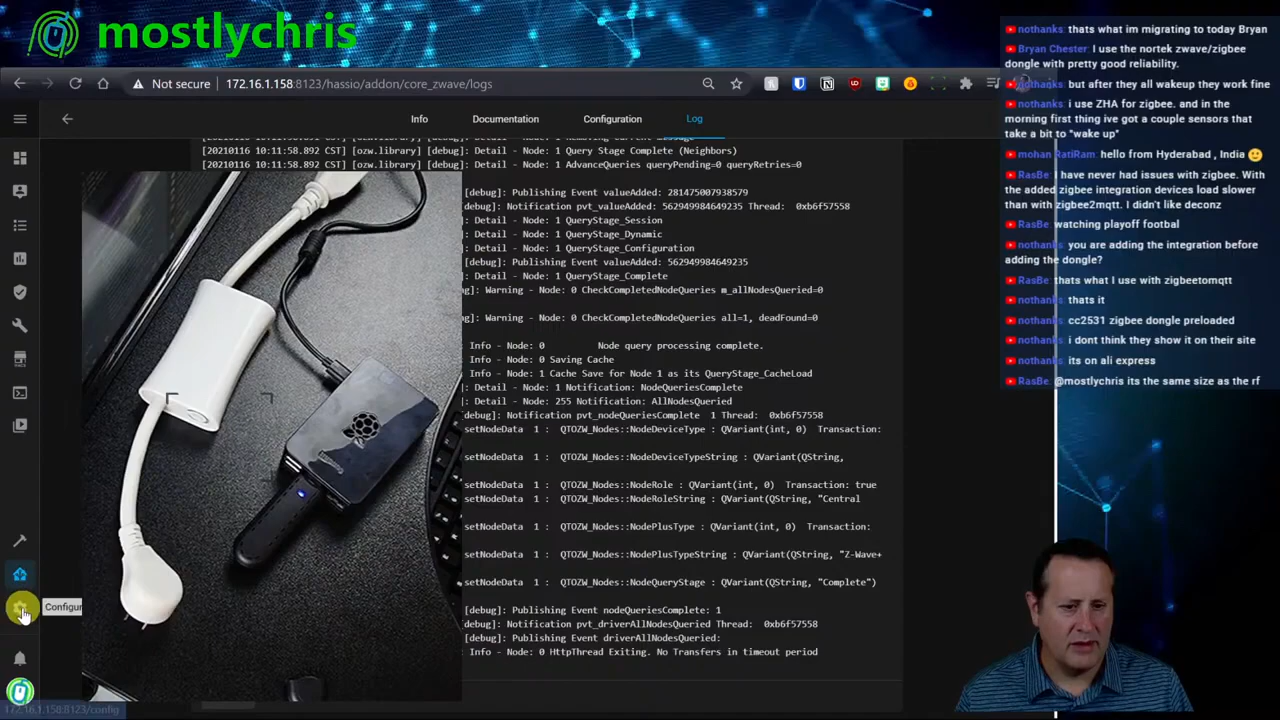 mostlychris
Not secure
172.16.1.158:8123/hassio/addon/core_zwave/logs
Info
Documentation
Configuration
Log
[20210116 10:11:58.892 CST] [ozw.library] [debug]: Detail - Node: 1 Query Stage Complete (Neighbors)
[20210116 10:11:58.892 CST] [ozw.library] [debug]: Detail - Node: 1 AdvanceQueries queryPending=0 queryRetries=0
[debug]: Publishing Event valueAdded: 281475007938579
debug]: Notification pvt_valueAdded: 562949984649235 Thread: 0xb6f57558
: Detail - Node: 1 QueryStage_Session
: Detail - Node: 1 QueryStage_Dynamic
: Detail - Node: 1 QueryStage_Configuration
[debug]: Publishing Event valueAdded: 562949984649235
: Detail - Node: 1 QueryStage_Complete
g]: Warning - Node: 0 CheckCompletedNodeQueries m_allNodesQueried=0
g]: Warning - Node: 0 CheckCompletedNodeQueries all=1, deadFound=0
Info - Node: 0 Node query processing complete.
Info - Node: 0 Saving Cache
Info - Node: 1 Cache Save for Node 1 as its QueryStage_CacheLoad
: Detail - Node: 1 Notification: NodeQueriesComplete
: Detail - Node: 255 Notification: AllNodesQueried
debug]: Notification pvt_nodeQueriesComplete 1 Thread: 0xb6f57558
setNodeData 1 : QTOZW_Nodes::NodeDeviceType : QVariant(int, 0) Transaction:
setNodeData 1 : QTOZW_Nodes::NodeDeviceTypeString : QVariant(QString,
setNodeData 1 : QTOZW_Nodes::NodeRole : QVariant(int, 0) Transaction: true
setNodeData 1 : QTOZW_Nodes::NodeRoleString : QVariant(QString, "Central
setNodeData 1 : QTOZW_Nodes::NodePlusType : QVariant(int, 0) Transaction:
setNodeData 1 : QTOZW_Nodes::NodePlusTypeString : QVariant(QString, "Z-Wave+
setNodeData 1 : QTOZW_Nodes::NodeQueryStage : QVariant(QString, "Complete")
[debug]: Publishing Event nodeQueriesComplete: 1
[debug]: Notification pvt_driverAllNodesQueried Thread: 0xb6f57558
[debug]: Publishing Event driverAllNodesQueried:
: Info - Node: 0 HttpThread Exiting. No Transfers in timeout period
Configur
172.16.1.158:8123/config
nothanks: thats what im migrating to today Bryan
Bryan Chester: I use the nortek zwave/zigbee
dongle with pretty good reliability.
nothanks: but after they all wakeup they work fine
nothanks: i use ZHA for zigbee. and in the
morning first thing ive got a couple sensors that
take a bit to "wake up"
mohan RatiRam: hello from Hyderabad , India
RasBe: I have never had issues with zigbee. With
the added zigbee integration devices load slower
than with zigbee2mqtt. I didn't like deconz
RasBe: watching playoff footbal
nothanks: you are adding the integration before
adding the dongle?
RasBe: thats what I use with zigbeetomqtt
nothanks: thats it
nothanks: cc2531 zigbee dongle preloaded
nothanks: i dont think they show it on their site
nothanks: its on ali express
RasBe: @mostlychris its the same size as the rf